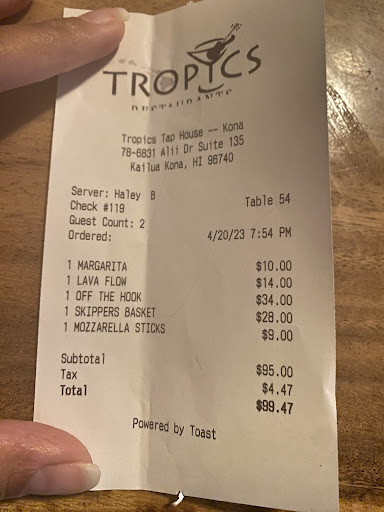 TROPICS
RESTAURANTS
Tropics Tap House -- Kona
78-6831 Alii Dr Suite 135
Kailua Kona, HI 96740
Server: Haley B
Check #119 Table 54
Guest Count: 2
Ordered: 4/20/23 7:54 PM
1 MARGARITA $10.00
1 LAVA FLOW $14.00
1 OFF THE HOOK $34.00
1 SKIPPERS BASKET $28.00
1 MOZZARELLA STICKS $9.00
Subtotal $95.00
Tax $4.47
Total $99.47
Powered by Toast